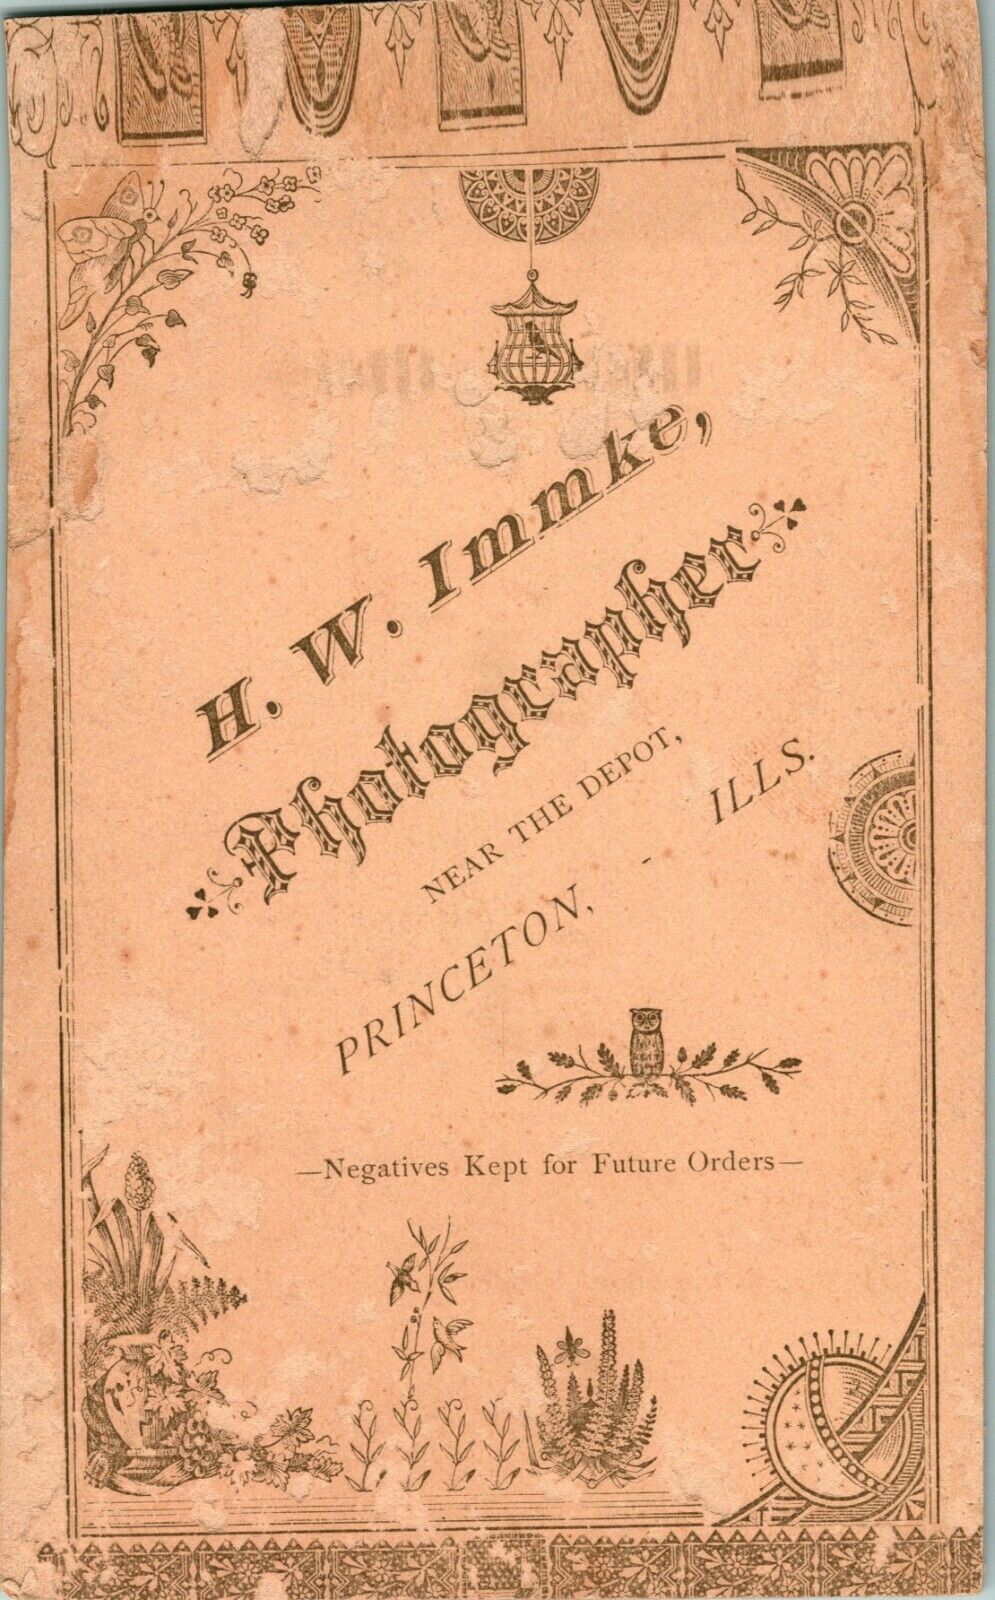 H. W. Immke,
Photographer
NEAR THE DEPOT,
PRINCETON, - ILLS.
—Negatives Kept for Future Orders—